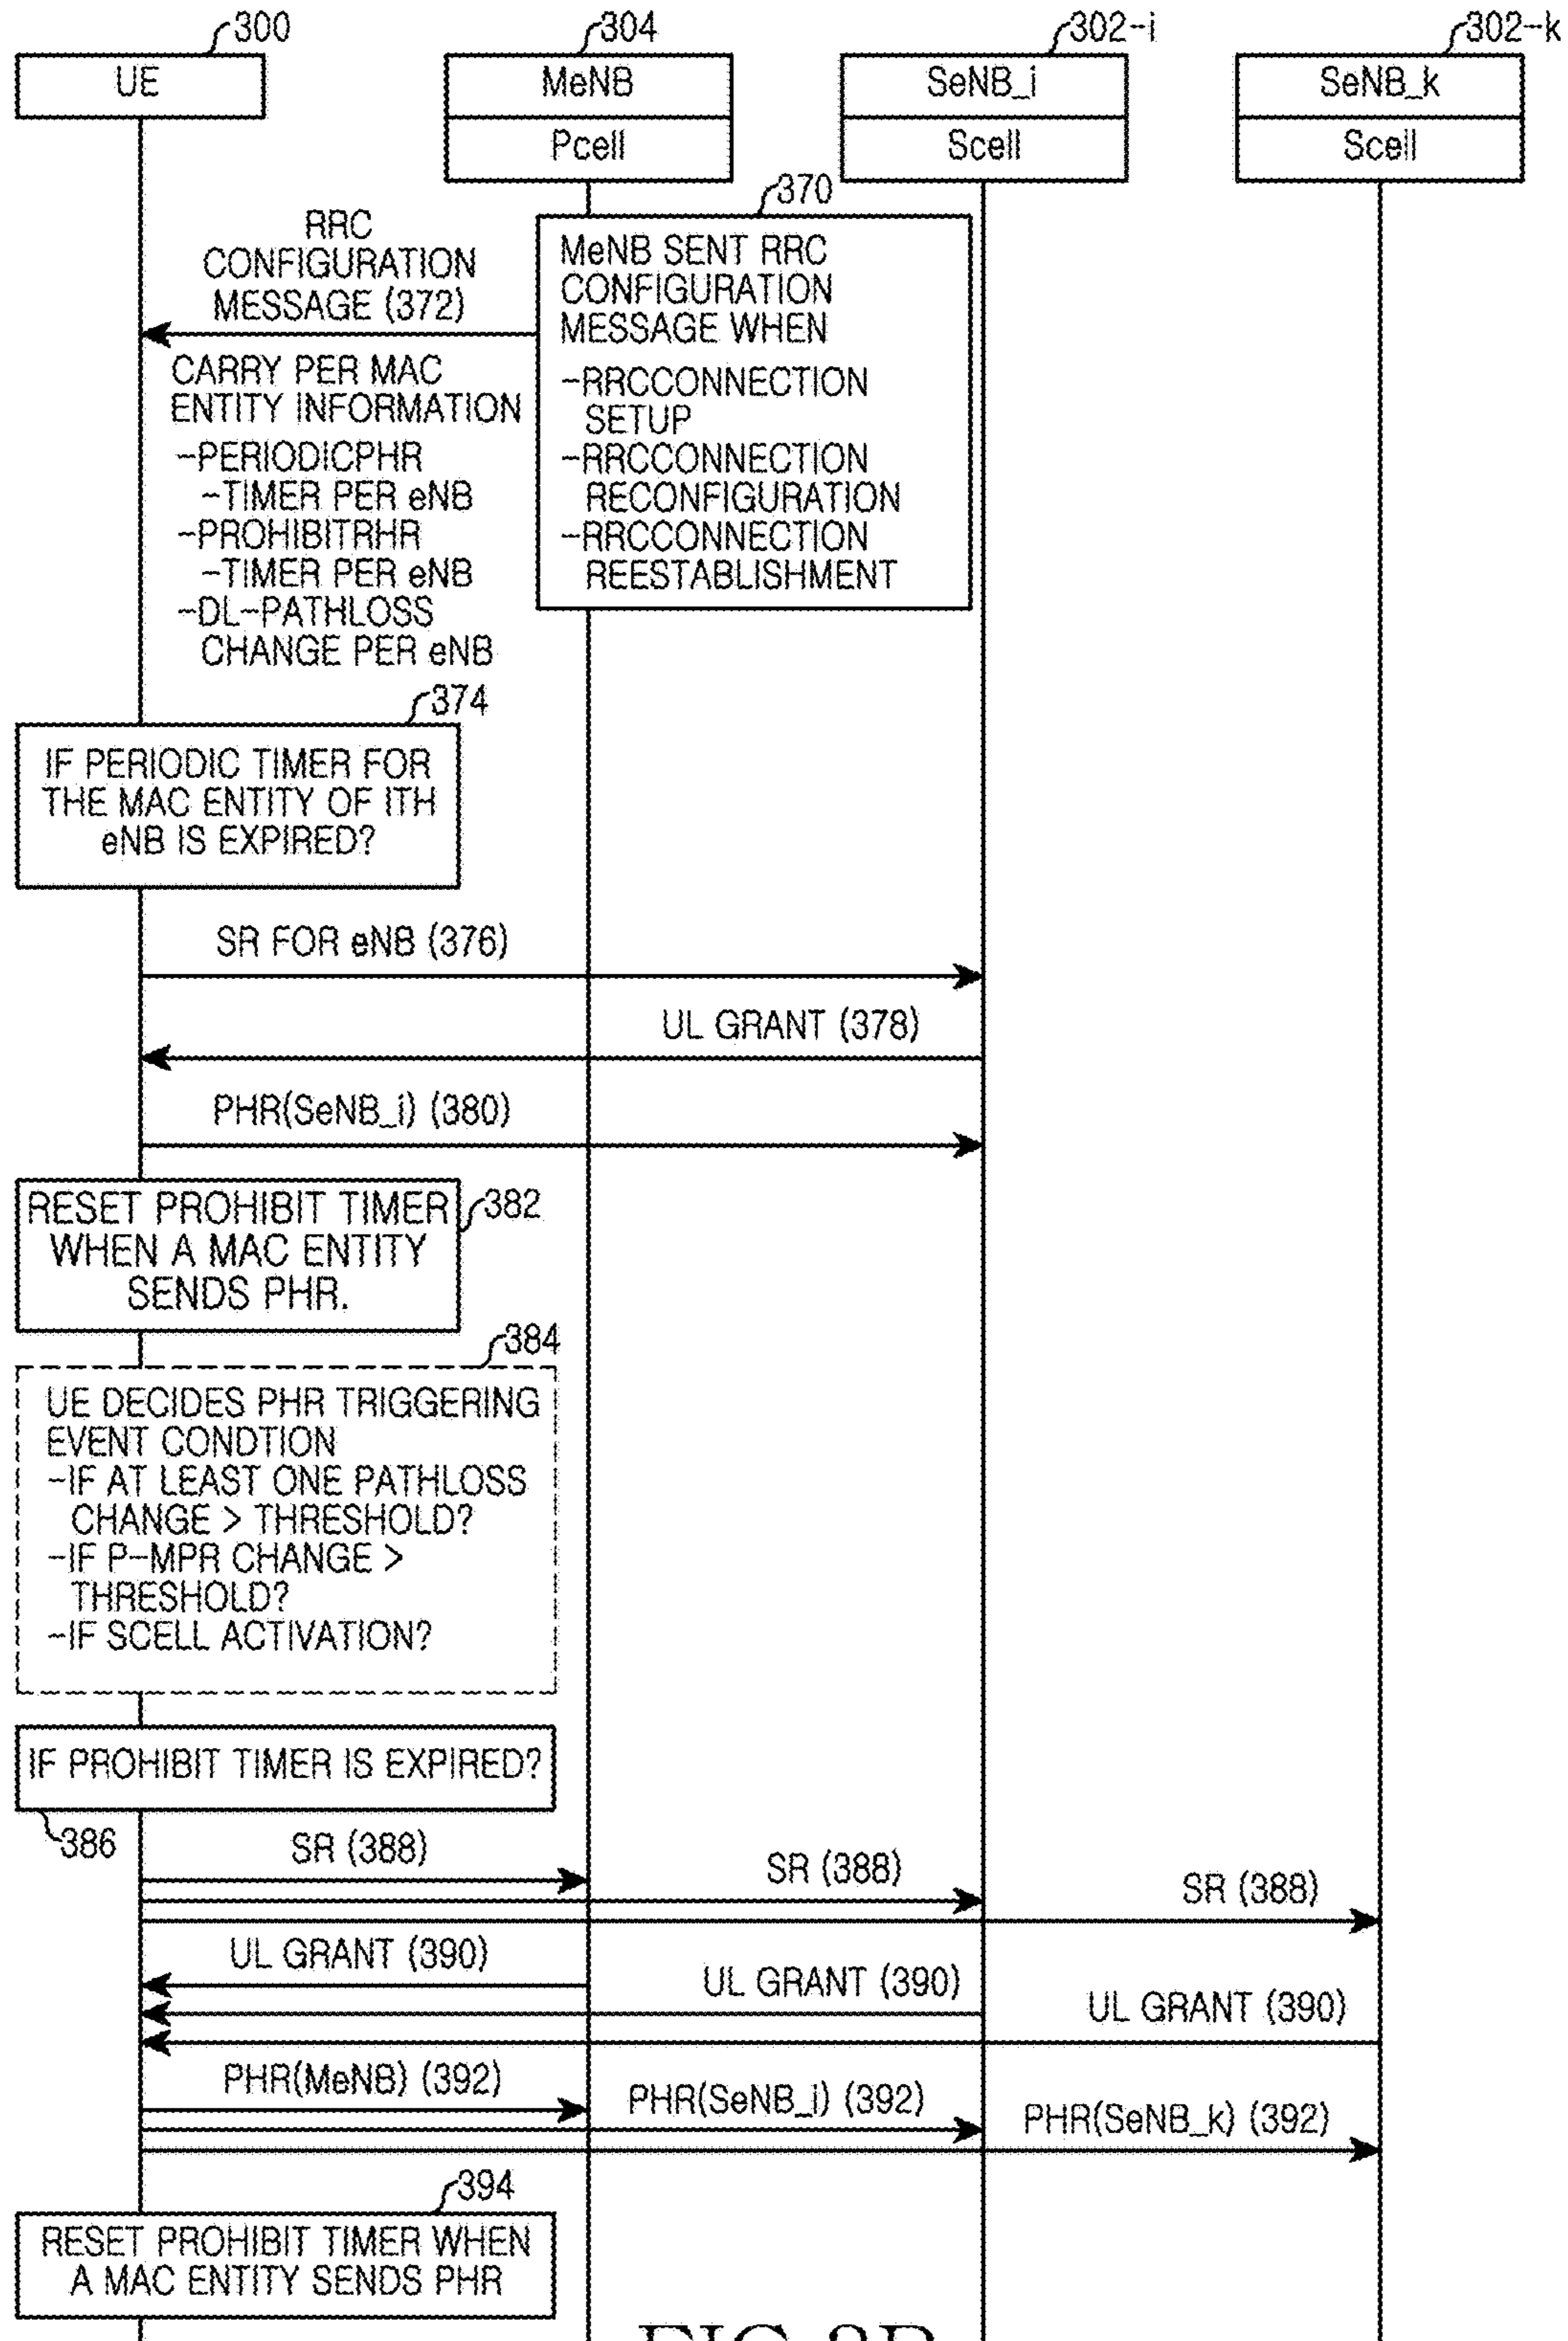 300
304
302-i
302-k
UE
MeNB
Pcell
SeNB_i
Scell
SeNB_k
Scell
370
RRC
CONFIGURATION
MESSAGE (372)
CARRY PER MAC
ENTITY INFORMATION
-PERIODICPHR
-TIMER PER eNB
-PROHIBITRHR
-TIMER PER eNB
-DL-PATHLOSS
CHANGE PER eNB
MeNB SENT RRC
CONFIGURATION
MESSAGE WHEN
-RRCCONNECTION
SETUP
-RRCCONNECTION
RECONFIGURATION
-RRCCONNECTION
REESTABLISHMENT
374
IF PERIODIC TIMER FOR
THE MAC ENTITY OF ITH
eNB IS EXPIRED?
SR FOR eNB (376)
UL GRANT (378)
PHR(SeNB_i) (380)
RESET PROHIBIT TIMER
WHEN A MAC ENTITY
SENDS PHR.
382
384
UE DECIDES PHR TRIGGERING
EVENT CONDTION
-IF AT LEAST ONE PATHLOSS
CHANGE > THRESHOLD?
-IF P-MPR CHANGE >
THRESHOLD?
-IF SCELL ACTIVATION?
IF PROHIBIT TIMER IS EXPIRED?
386
SR (388)
SR (388)
SR (388)
UL GRANT (390)
UL GRANT (390)
UL GRANT (390)
PHR(MeNB) (392)
PHR(SeNB_i) (392)
PHR(SeNB_k) (392)
394
RESET PROHIBIT TIMER WHEN
A MAC ENTITY SENDS PHR